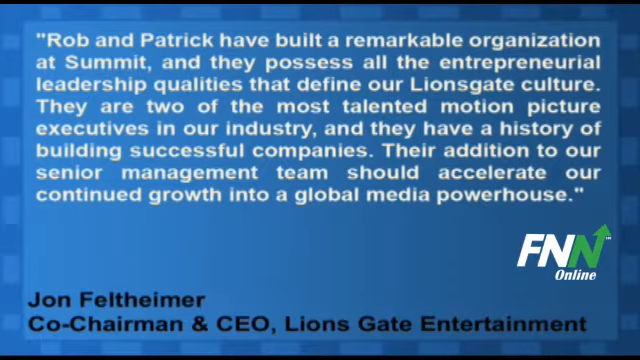 "Rob and Patrick have built a remarkable organization
at Summit, and they possess all the entrepreneurial
leadership qualities that define our Lionsgate culture.
They are two of the most talented motion picture
executives in our industry, and they have a history of
building successful companies. Their addition to our
senior management team should accelerate our
continued growth into a global media powerhouse."
FNN
Online
Jon Feltheimer
Co-Chairman & CEO, Lions Gate Entertainment